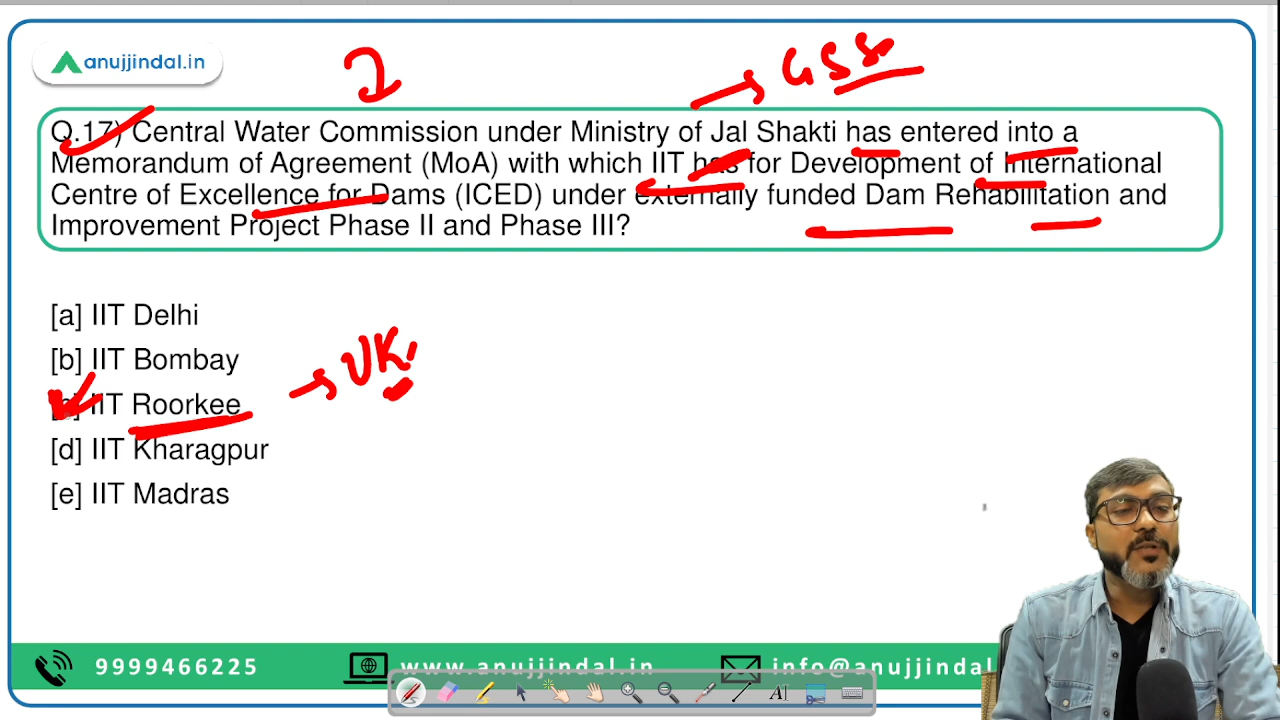 anujjindal.in
GSS
Q.17) Central Water Commission under Ministry of Jal Shakti has entered into a
Memorandum of Agreement (MoA) with which IIT has for Development of International
Centre of Excellence for Dams (ICED) under externally funded Dam Rehabilitation and
Improvement Project Phase II and Phase III?
[a] IIT Delhi
[b] IIT Bombay
UK
IIT Roorkee
[d] IIT Kharagpur
[e] IIT Madras
9999466225
www.anujjindal.in
info@anujjindal